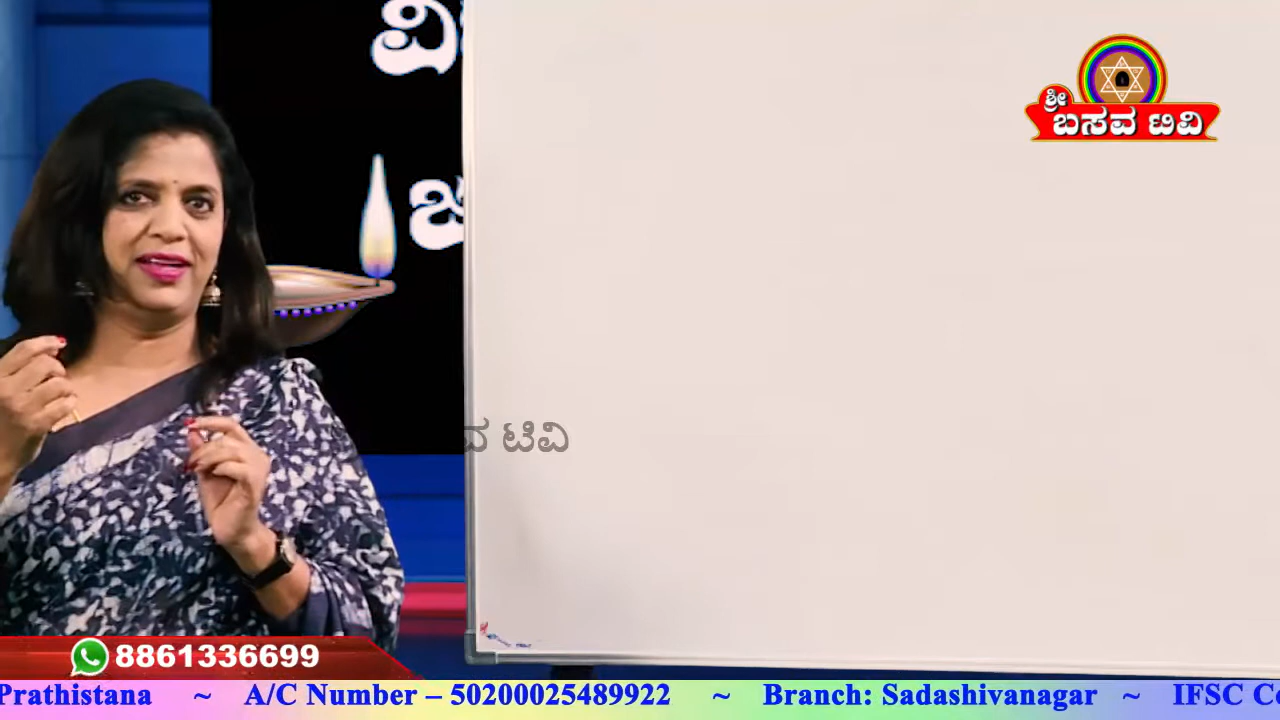 ವಿ
ಜ
ಶ್ರೀ
ಬಸವ ಟಿವಿ
ವ ಟಿವಿ
8861336699
Prathistana ~ A/C Number – 50200025489922 ~ Branch: Sadashivanagar ~ IFSC Co